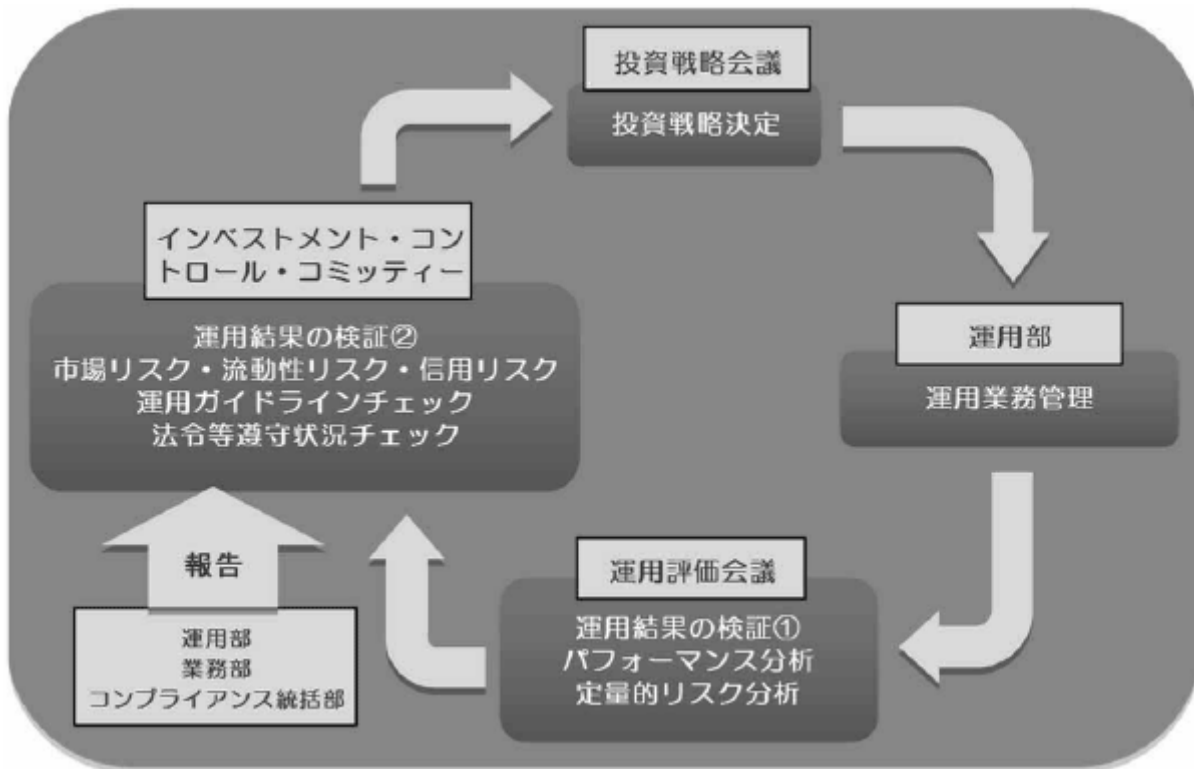 投資戦略会議
投資戦略決定
運用部
運用業務管理
運用評価会議
運用結果の検証①
パフォーマンス分析
定量的リスク分析
インベストメント・コン
トロール・コミッティー
運用結果の検証②
市場リスク・流動性リスク・信用リスク
運用ガイドラインチェック
法令等遵守状況チェック
報告
運用部
業務部
コンプライアンス統括部